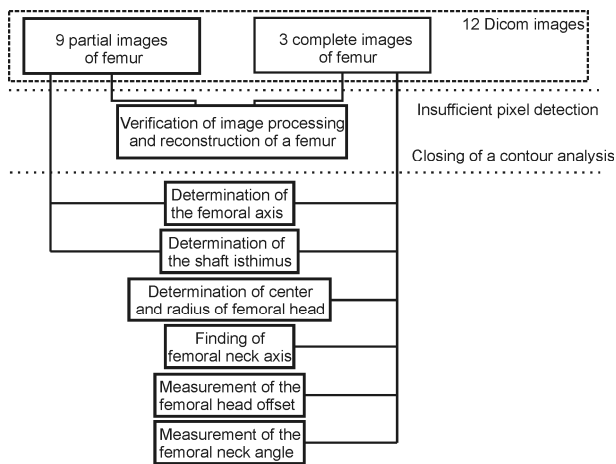 12 Dicom images
9 partial images
of femur
3 complete images
of femur
Insufficient pixel detection
Verification of image processing
and reconstruction of a femur
Closing of a contour analysis
Determination of
the femoral axis
Determination of
the shaft isthimus
Determination of center
and radius of femoral head
Finding of
femoral neck axis
Measurement of the
femoral head offset
Measurement of the
femoral neck angle